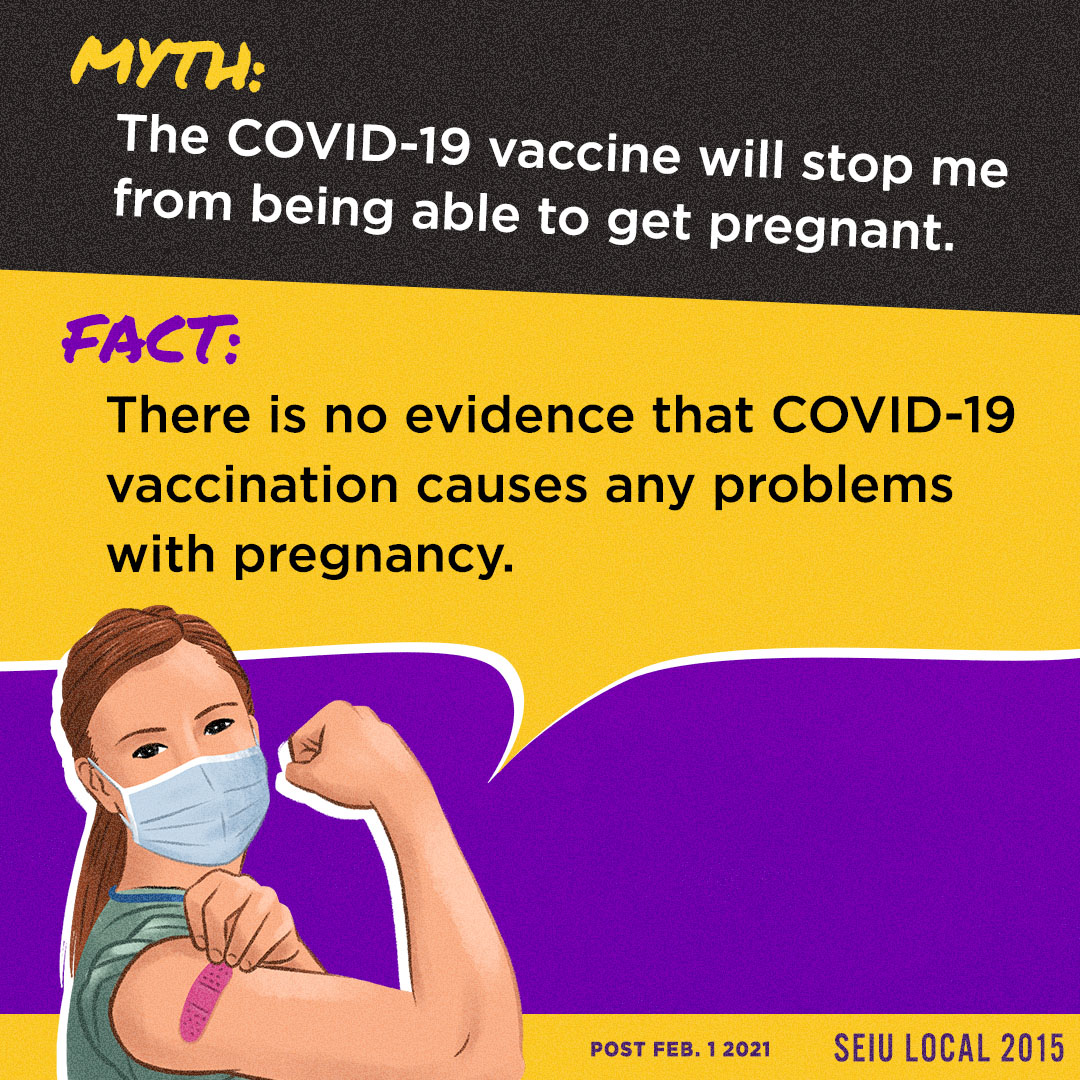 MYTH:
The COVID-19 vaccine will stop me
from being able to get pregnant.
FACT:
There is no evidence that COVID-19
vaccination causes any problems
with pregnancy.
POST FEB. 1 2021
SEIU LOCAL 2015